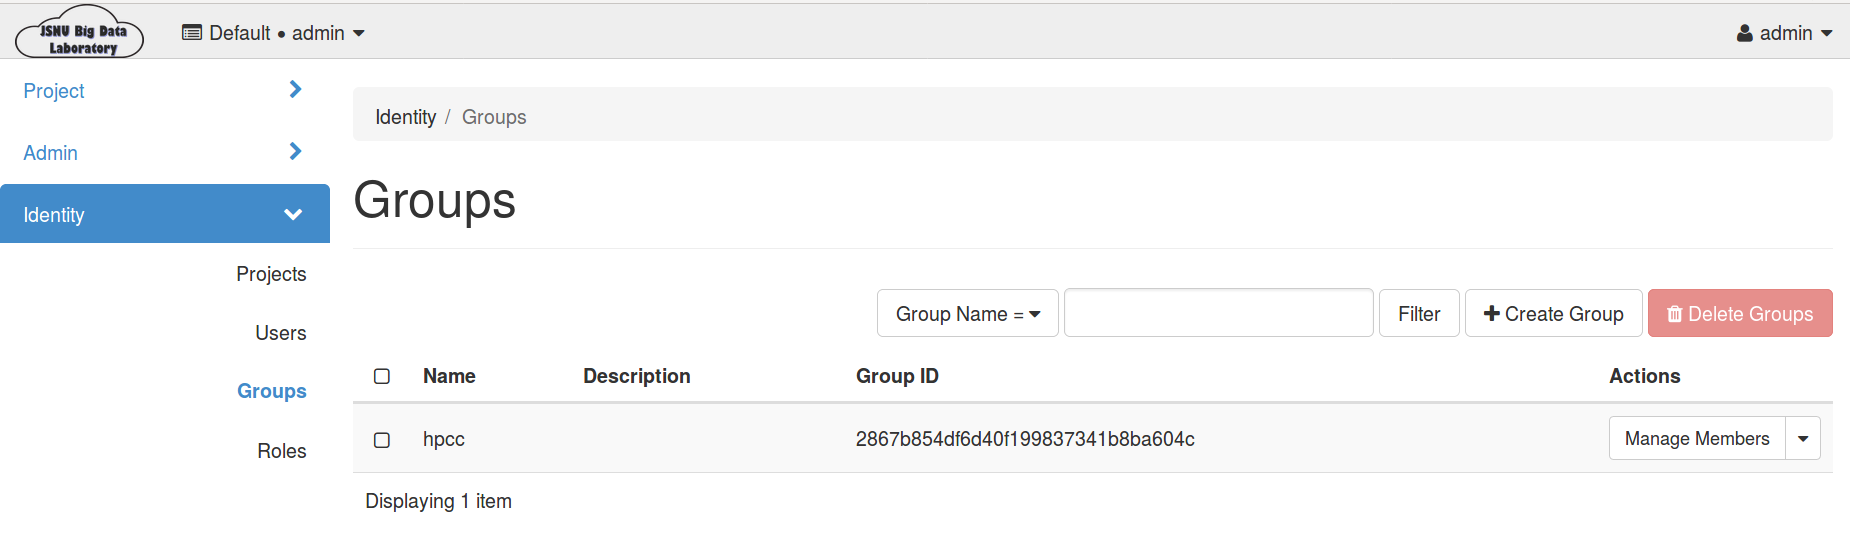 JSNU Big Data
Laboratory
Default • admin
admin
Project
Admin
Identity
Projects
Users
Groups
Roles
Identity / Groups
Groups
Group Name =
Filter
Create Group
Delete Groups
Name Description Group ID Actions
hpcc 2867b854df6d40f199837341b8ba604c Manage Members
Displaying 1 item